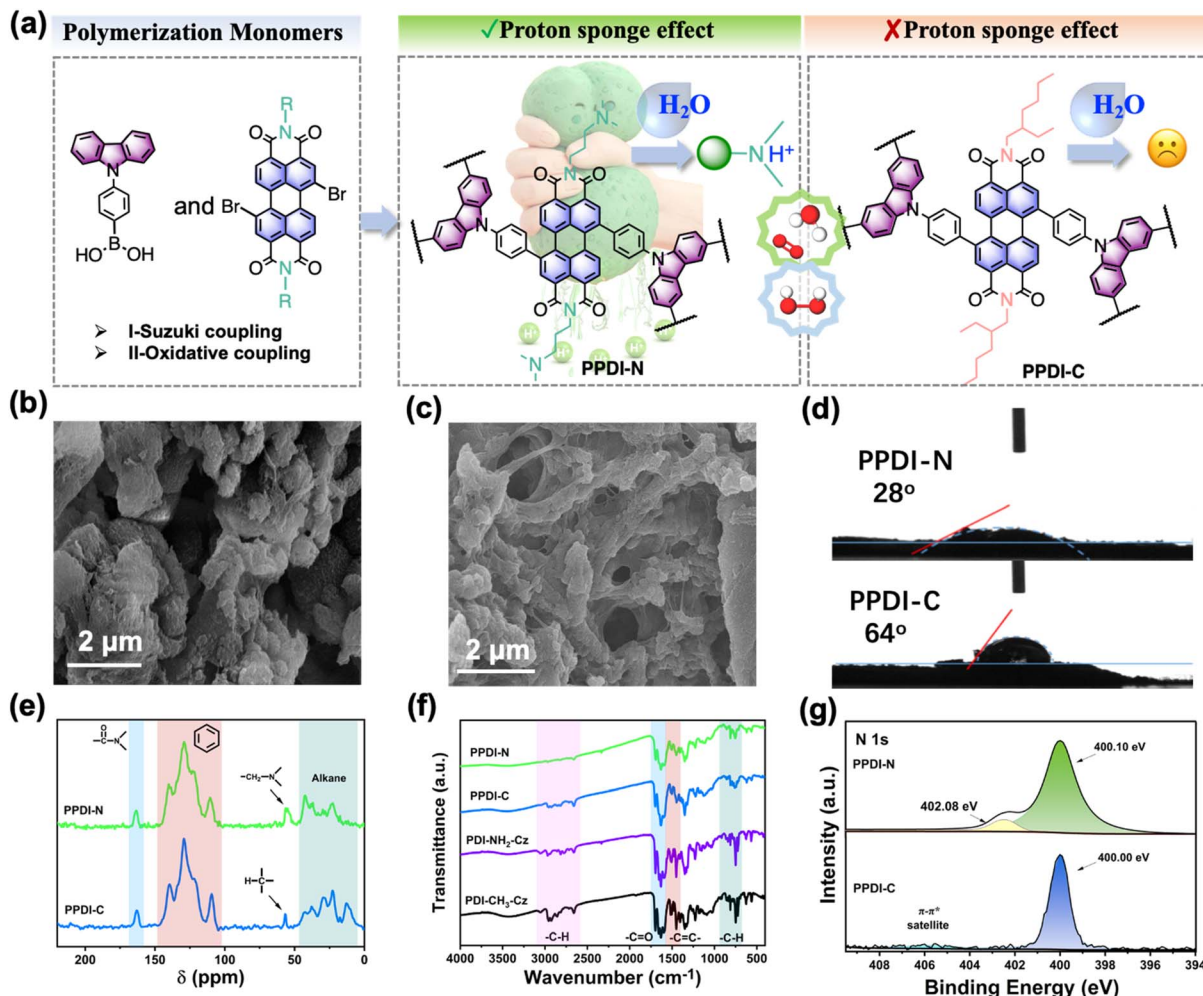 (a)
Polymerization Monomers
✓Proton sponge effect
✗Proton sponge effect
R
N
O
O
Br
Br
and
O
O
N
R
N
B
HO
OH
➤ I-Suzuki coupling
➤ II-Oxidative coupling
N
H₂O
N
H⁺
O
N
O
N
N
O
N
O
N
H⁺
H⁺
H⁺
H⁺
H⁺
PPDI-N
H₂O
O
N
O
N
N
O
N
O
PPDI-C
(b)
2 μm
(c)
2 μm
(d)
PPDI-N
28°
PPDI-C
64°
(e)
O
-C-N
-CH₂-N
Alkane
PPDI-N
H-C-
PPDI-C
200 150 100 50 0
δ (ppm)
(f)
Transmittance (a.u.)
PPDI-N
PPDI-C
PDI-NH₂-Cz
PDI-CH₃-Cz
-C-H
-C=O
-C=C-
-C-H
4000 3500 3000 2500 2000 1500 1000 500
Wavenumber (cm⁻¹)
(g)
Intensity (a.u.)
N 1s
PPDI-N
400.10 eV
402.08 eV
PPDI-C
400.00 eV
π-π*
satellite
408 406 404 402 400 398 396 394
Binding Energy (eV)